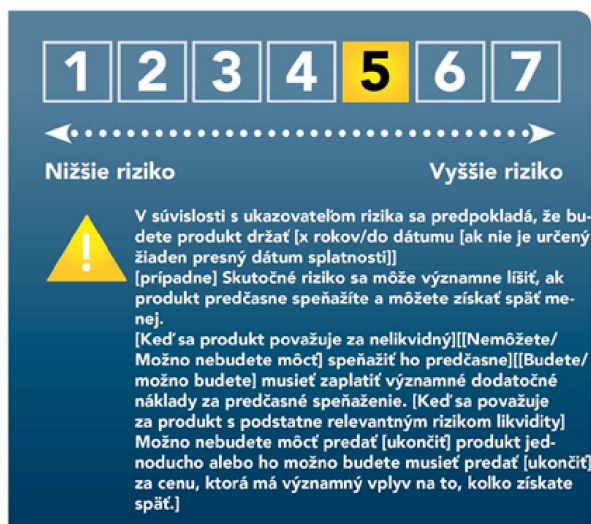 1 2 3 4 5 6 7
Nižšie riziko Vyššie riziko
!
V súvislosti s ukazovateľom rizika sa predpokladá, že bu-
dete produkt držať [x rokov/do dátumu [ak nie je určený
žiaden presný dátum splatnosti]]
[prípadne] Skutočné riziko sa môže významne líšiť, ak
produkt predčasne speňažíte a môžete získať späť me-
nej.
[Keď sa produkt považuje za nelikvidný][[Nemôžete/
Možno nebudete môcť] speňažiť ho predčasne][[Budete/
možno budete] musieť zaplatiť významné dodatočné
náklady za predčasné speňaženie. [Keď sa považuje
za produkt s podstatne relevantným rizikom likvidity]
Možno nebudete môcť predať [ukončiť] produkt jed-
noducho alebo ho možno budete musieť predať [ukončiť]
za cenu, ktorá má významný vplyv na to, koľko získate
späť.]